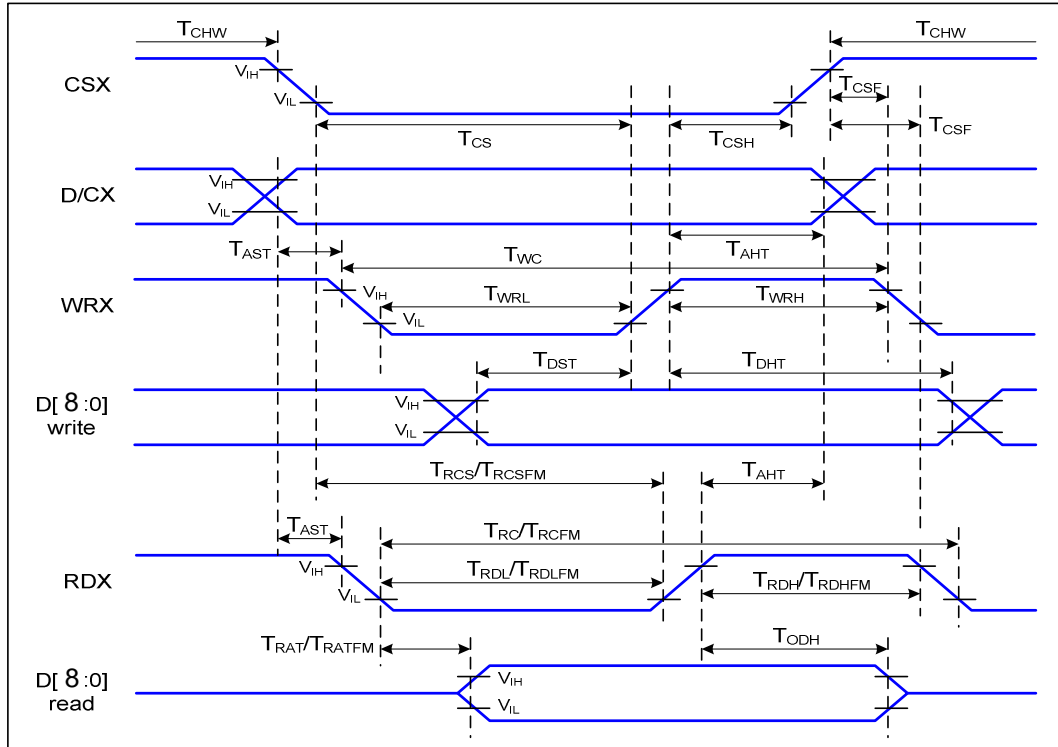 TCHW TCHW
CSX VIH TCSF
VIL TCS TCSH TCSF
D/CX VIH
VIL
TAST TWC TAHT
WRX VIH TWRL TWRH
VIL
TDST TDHT
D[ 8 :0] VIH
write VIL
TRCS/TRCSFM TAHT
TAST TRC/TRCFM
RDX VIH TRDL/TRDLFM TRDH/TRDHFM
VIL
TRAT/TRATFM TODH
D[ 8 :0] VIH
read VIL